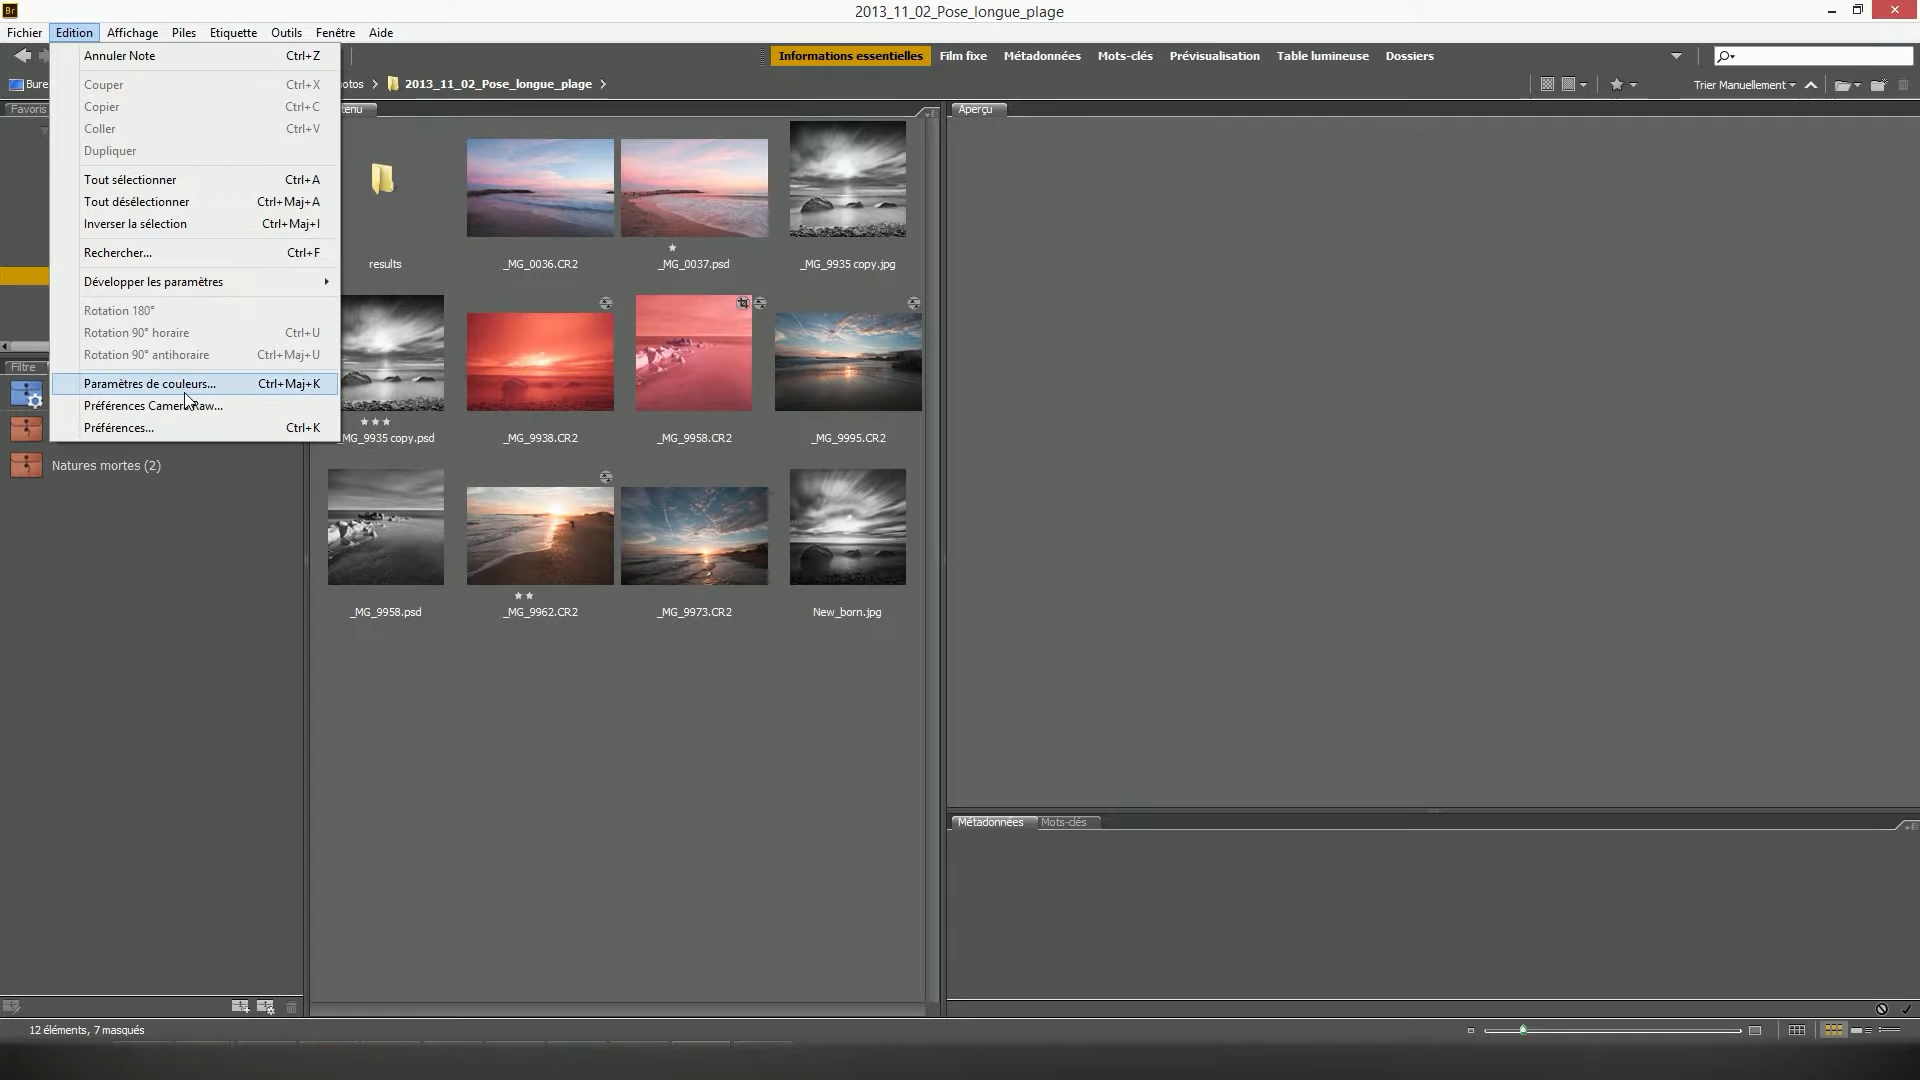 Br
2013_11_02_Pose_longue_plage
Fichier Edition Affichage Piles Etiquette Outils Fenêtre Aide
Informations essentielles Film fixe Métadonnées Mots-clés Prévisualisation Table lumineuse Dossiers
2013_11_02_Pose_longue_plage
Trier Manuellement
Favoris
Aperçu
Annuler Note Ctrl+Z
Couper Ctrl+X
Copier Ctrl+C
Coller Ctrl+V
Dupliquer
Tout sélectionner Ctrl+A
Tout désélectionner Ctrl+Maj+A
Inverser la sélection Ctrl+Maj+I
Rechercher... Ctrl+F
Développer les paramètres
Rotation 180°
Rotation 90° horaire Ctrl+U
Rotation 90° antihoraire Ctrl+Maj+U
Paramètres de couleurs... Ctrl+Maj+K
Préférences Camera Raw...
Préférences... Ctrl+K
Filtre
Natures mortes (2)
results _MG_0036.CR2 _MG_0037.psd _MG_9935 copy.jpg
_MG_9935 copy.psd _MG_9938.CR2 _MG_9958.CR2 _MG_9995.CR2
_MG_9958.psd _MG_9962.CR2 _MG_9973.CR2 New_born.jpg
Métadonnées Mots-clés
12 éléments, 7 masqués